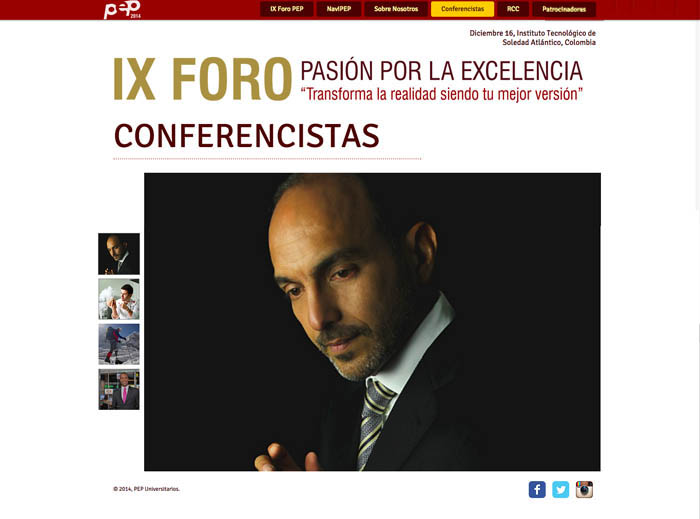 pep
2014
IX Foro PEP
NaviPEP
Sobre Nosotros
Conferencistas
RCC
Patrocinadores
Diciembre 16, Instituto Tecnológico de
Soledad Atlántico, Colombia
IX FORO
PASIÓN POR LA EXCELENCIA
“Transforma la realidad siendo tu mejor versión”
CONFERENCISTAS
© 2014, PEP Universitarios.